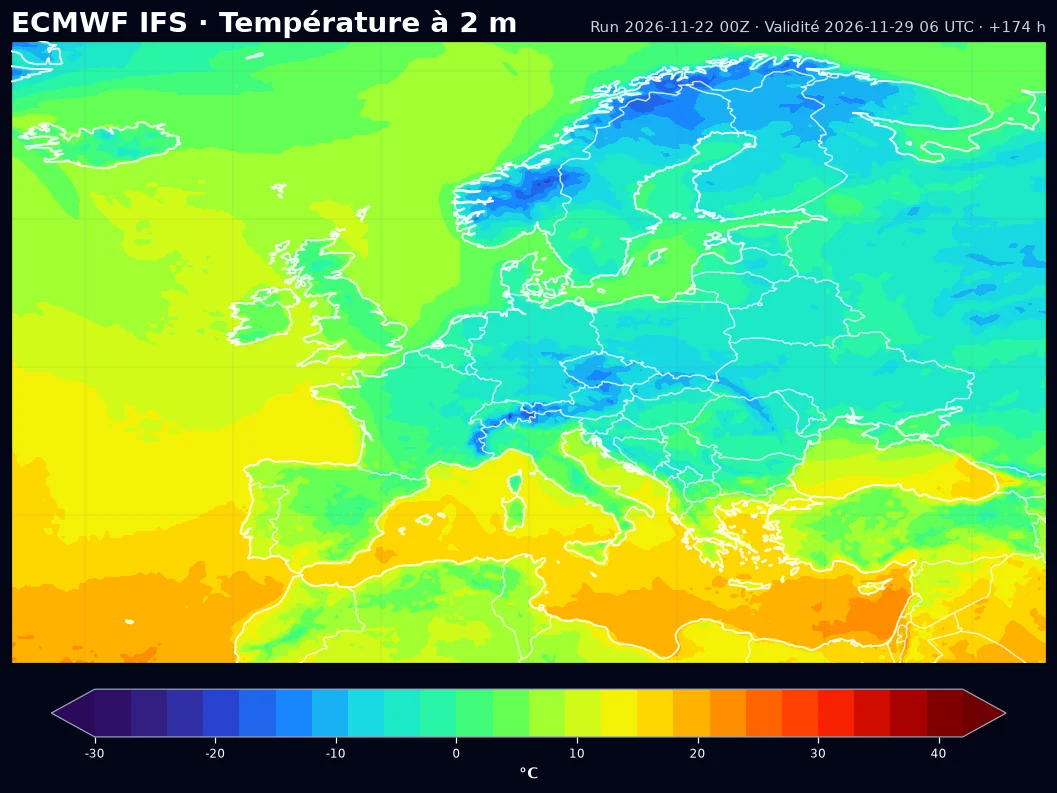 ECMWF IFS · Température à 2 m
Run 2026-11-22 00Z · Validité 2026-11-29 06 UTC · +174 h
-30 -20 -10 0 10 20 30 40
°C